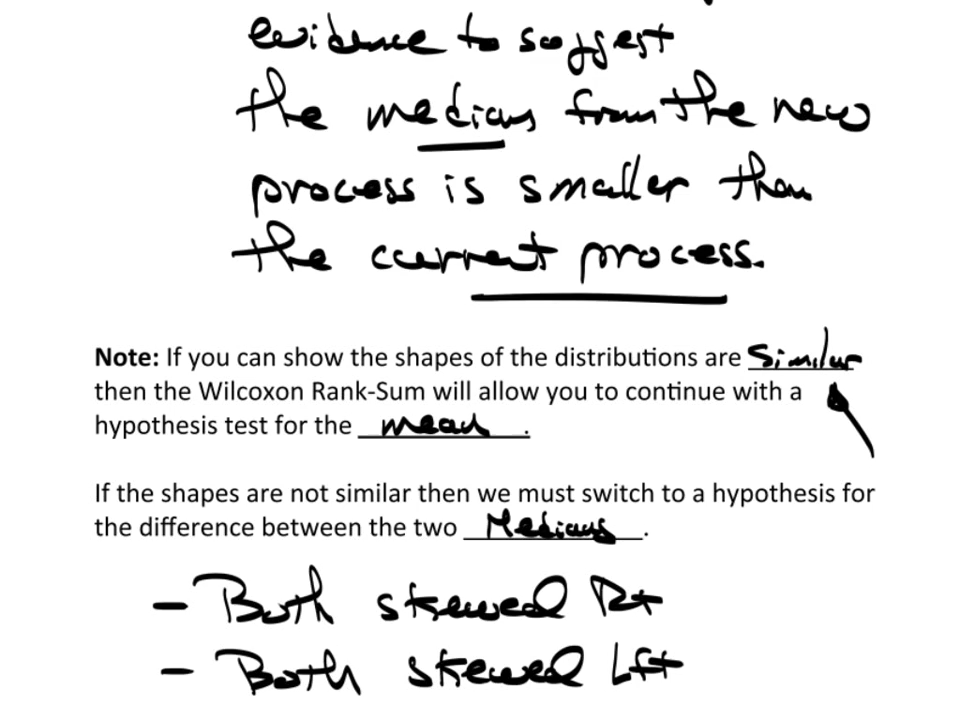 evidence to suggest
the medians from the new
process is smaller than
the current process.
Note: If you can show the shapes of the distributions are Similar
then the Wilcoxon Rank-Sum will allow you to continue with a
hypothesis test for the mean.
If the shapes are not similar then we must switch to a hypothesis for
the difference between the two Medians.
- Both skewed Rt
- Both skewed Lft